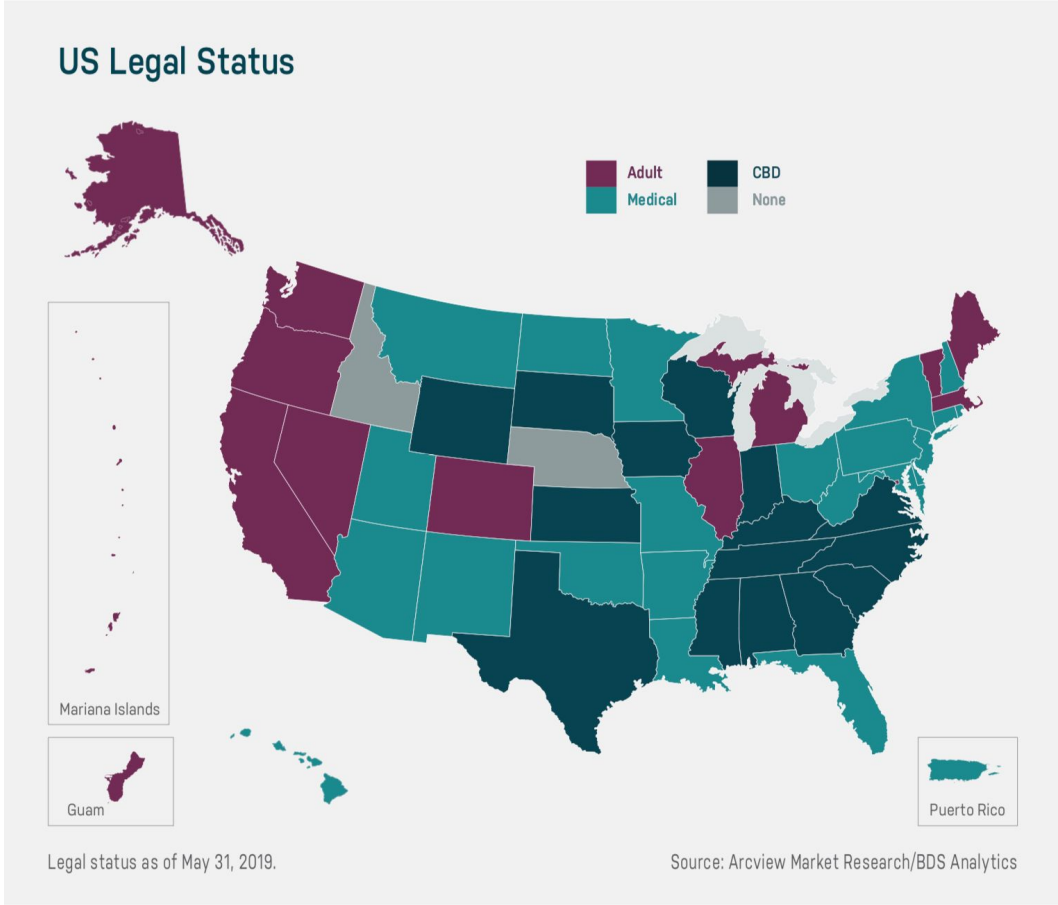 US Legal Status
Adult
CBD
Medical
None
Mariana Islands
Guam
Puerto Rico
Legal status as of May 31, 2019.
Source: Arcview Market Research/BDS Analytics